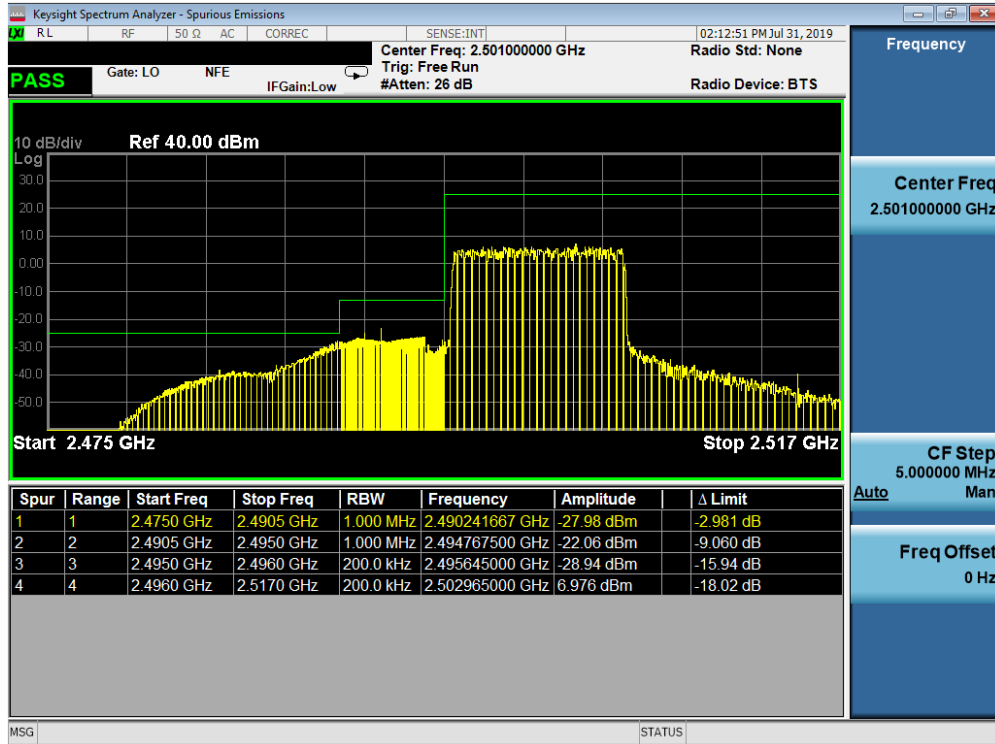 Keysight Spectrum Analyzer - Spurious Emissions
LXI RL RF 50 Ω AC CORREC SENSE:INT 02:12:51 PM Jul 31, 2019
Center Freq: 2.501000000 GHz Radio Std: None
PASS Gate: LO NFE Trig: Free Run
IFGain:Low #Atten: 26 dB Radio Device: BTS
10 dB/div Ref 40.00 dBm
Log
30.0
20.0
10.0
0.00
-10.0
-20.0
-30.0
-40.0
-50.0
Start 2.475 GHz Stop 2.517 GHz
Spur Range Start Freq Stop Freq RBW Frequency Amplitude Δ Limit
1 1 2.4750 GHz 2.4905 GHz 1.000 MHz 2.490241667 GHz -27.98 dBm -2.981 dB
2 2 2.4905 GHz 2.4950 GHz 1.000 MHz 2.494767500 GHz -22.06 dBm -9.060 dB
3 3 2.4950 GHz 2.4960 GHz 200.0 kHz 2.495645000 GHz -28.94 dBm -15.94 dB
4 4 2.4960 GHz 2.5170 GHz 200.0 kHz 2.502965000 GHz 6.976 dBm -18.02 dB
Frequency
Center Freq
2.501000000 GHz
CF Step
5.000000 MHz
Auto Man
Freq Offset
0 Hz
MSG STATUS